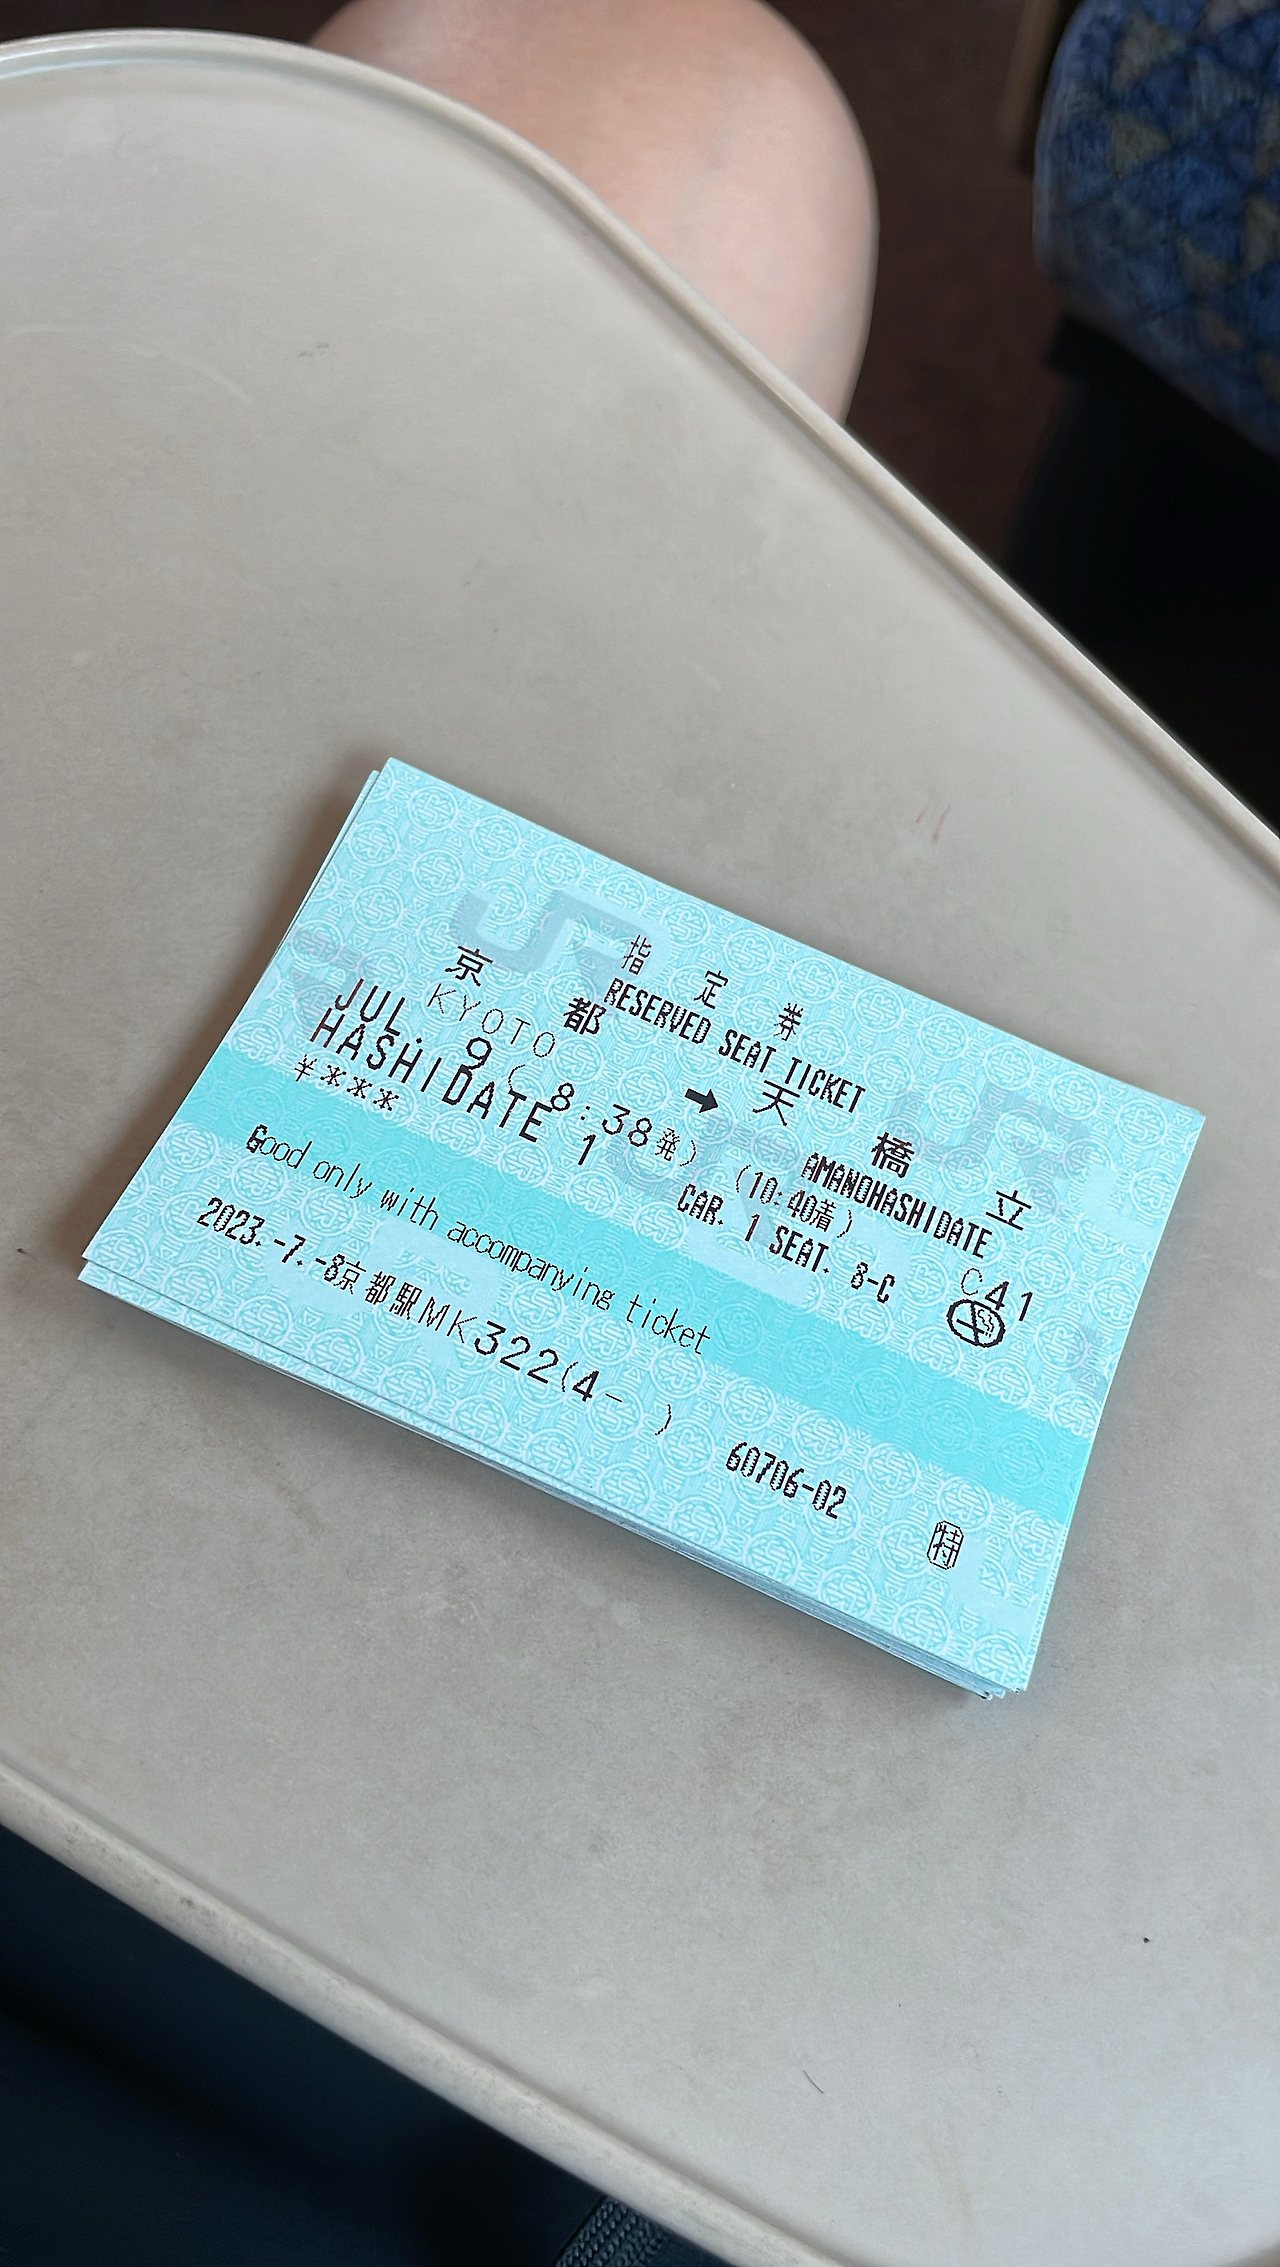 指定券
RESERVED SEAT TICKET
京都 ➡ 天橋立
KYOTO AMANOHASHIDATE
JUL. 9 (8:38発) (10:40着) C41
HASHIDATE 1 CAR. 1 SEAT. 8-C
¥***
Good only with accompanying ticket
2023.-7.-8京都駅MK322(4- )
60706-02 特